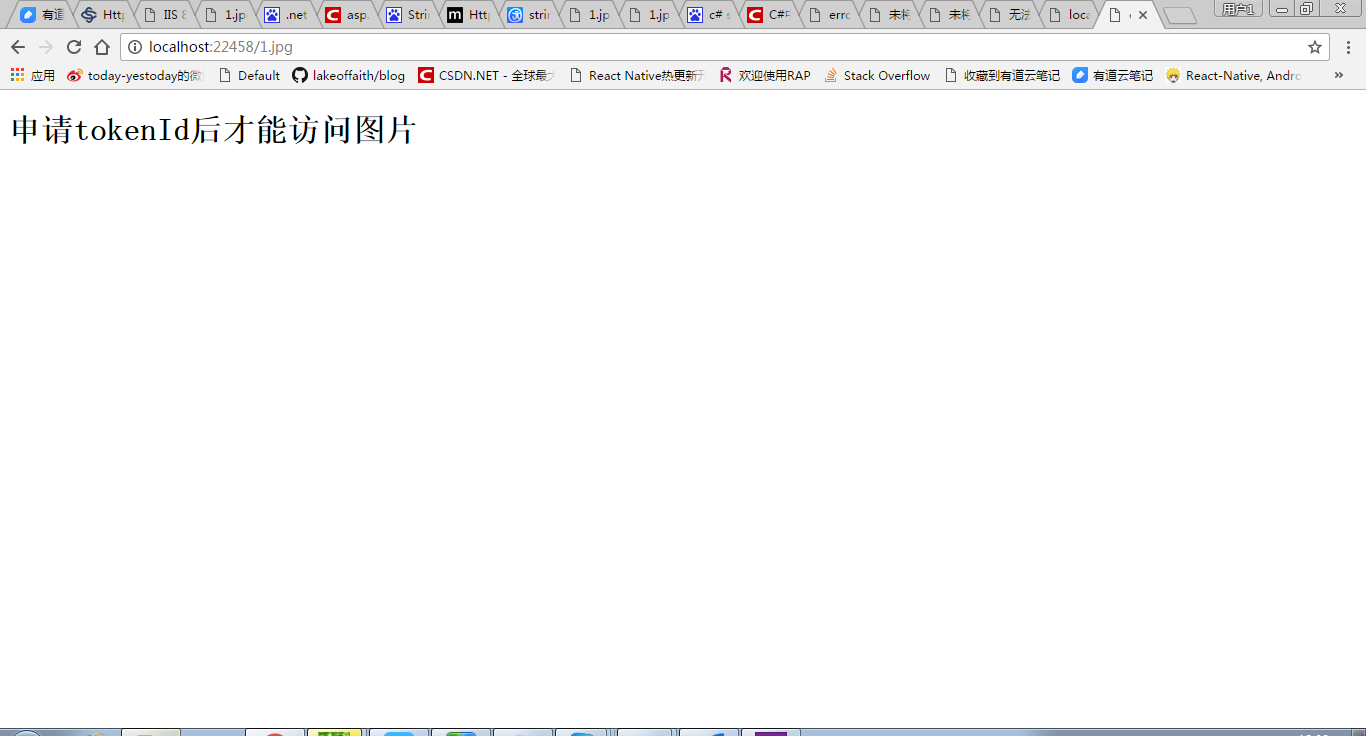 有道 Http IIS 8 1.jp .net asp. Stri Htt strin 1.jp 1.jp c# s C#F erro 未构 未构 无法 loca 用户1
localhost:22458/1.jpg
应用 today-yestoday的微 Default lakeoffaith/blog CSDN.NET - 全球最大 React Native热更新开 欢迎使用RAP Stack Overflow 收藏到有道云笔记 有道云笔记 React-Native, Andro »
申请tokenId后才能访问图片